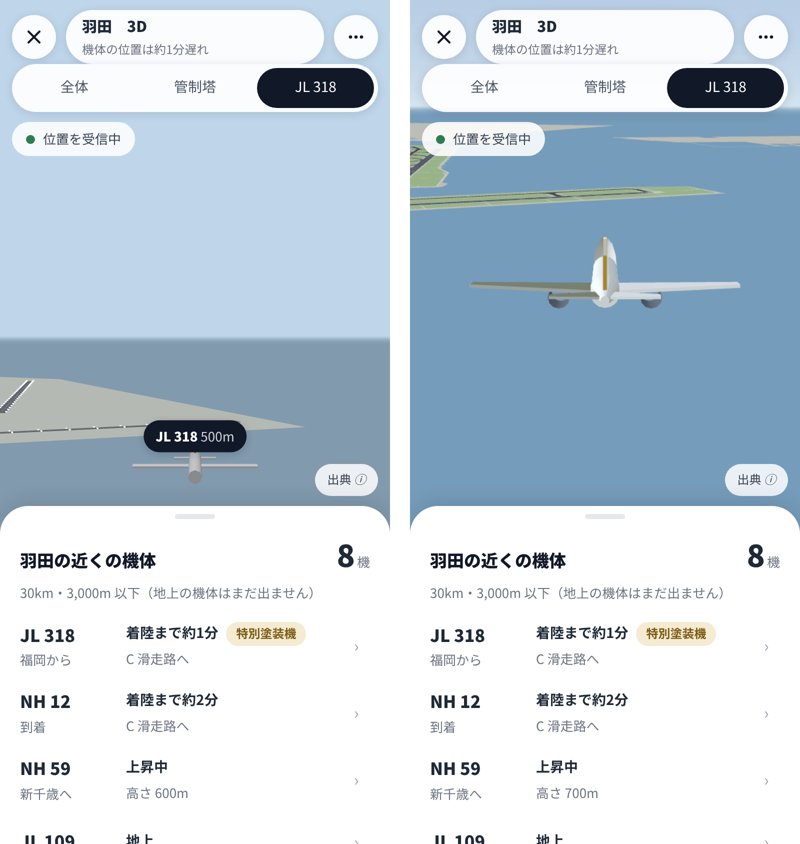 羽田 3D
機体の位置は約1分遅れ
全体
管制塔
JL 318
位置を受信中
JL 318 500m
出典 ⓘ
羽田の近くの機体
8機
30km・3,000m 以下（地上の機体はまだ出ません）
JL 318
着陸まで約1分 特別塗装機
福岡から
C 滑走路へ
NH 12
着陸まで約2分
到着
C 滑走路へ
NH 59
上昇中
新千歳へ
高さ 600m
JL 109
地上
羽田 3D
機体の位置は約1分遅れ
全体
管制塔
JL 318
位置を受信中
出典 ⓘ
羽田の近くの機体
8機
30km・3,000m 以下（地上の機体はまだ出ません）
JL 318
着陸まで約1分 特別塗装機
福岡から
C 滑走路へ
NH 12
着陸まで約2分
到着
C 滑走路へ
NH 59
上昇中
新千歳へ
高さ 700m
JL 109
地上